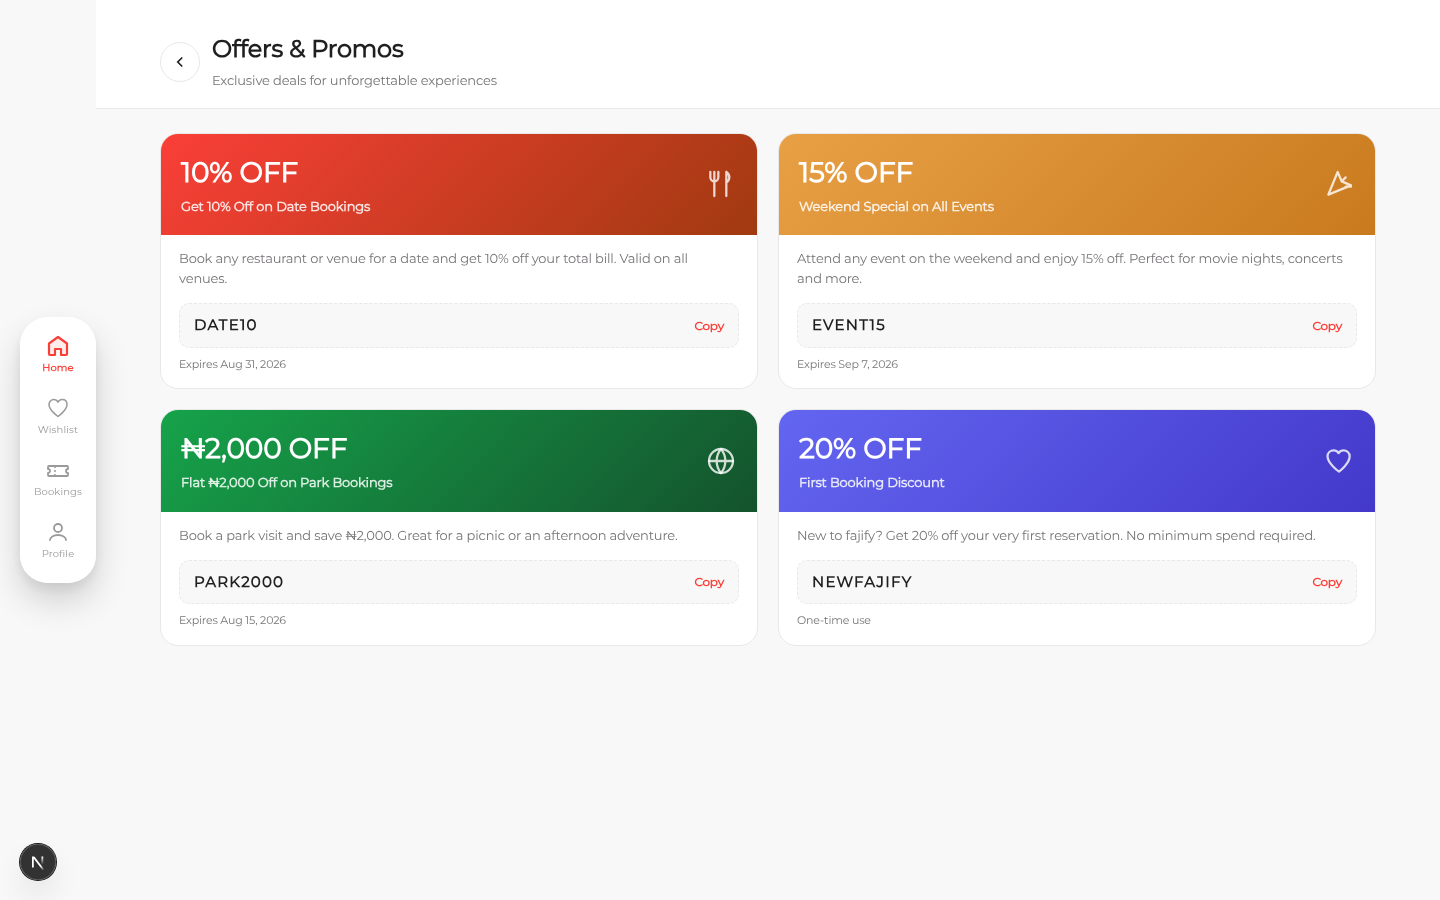 Offers & Promos
Exclusive deals for unforgettable experiences
10% OFF
Get 10% Off on Date Bookings
Book any restaurant or venue for a date and get 10% off your total bill. Valid on all
venues.
DATE10 Copy
Expires Aug 31, 2026
15% OFF
Weekend Special on All Events
Attend any event on the weekend and enjoy 15% off. Perfect for movie nights, concerts
and more.
EVENT15 Copy
Expires Sep 7, 2026
₦2,000 OFF
Flat ₦2,000 Off on Park Bookings
Book a park visit and save ₦2,000. Great for a picnic or an afternoon adventure.
PARK2000 Copy
Expires Aug 15, 2026
20% OFF
First Booking Discount
New to fajify? Get 20% off your very first reservation. No minimum spend required.
NEWFAJIFY Copy
One-time use
Home
Wishlist
Bookings
Profile
N